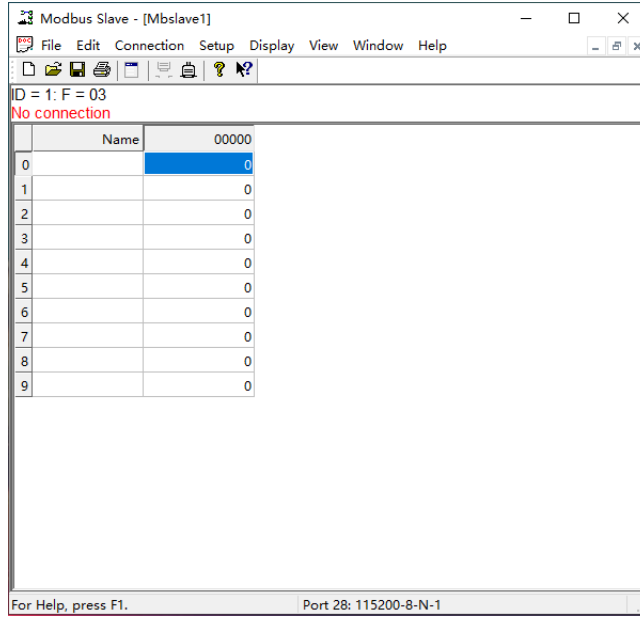 Modbus Slave - [Mbslave1]
File Edit Connection Setup Display View Window Help
ID = 1: F = 03
No connection
Name 00000
0 0
1 0
2 0
3 0
4 0
5 0
6 0
7 0
8 0
9 0
For Help, press F1. Port 28: 115200-8-N-1